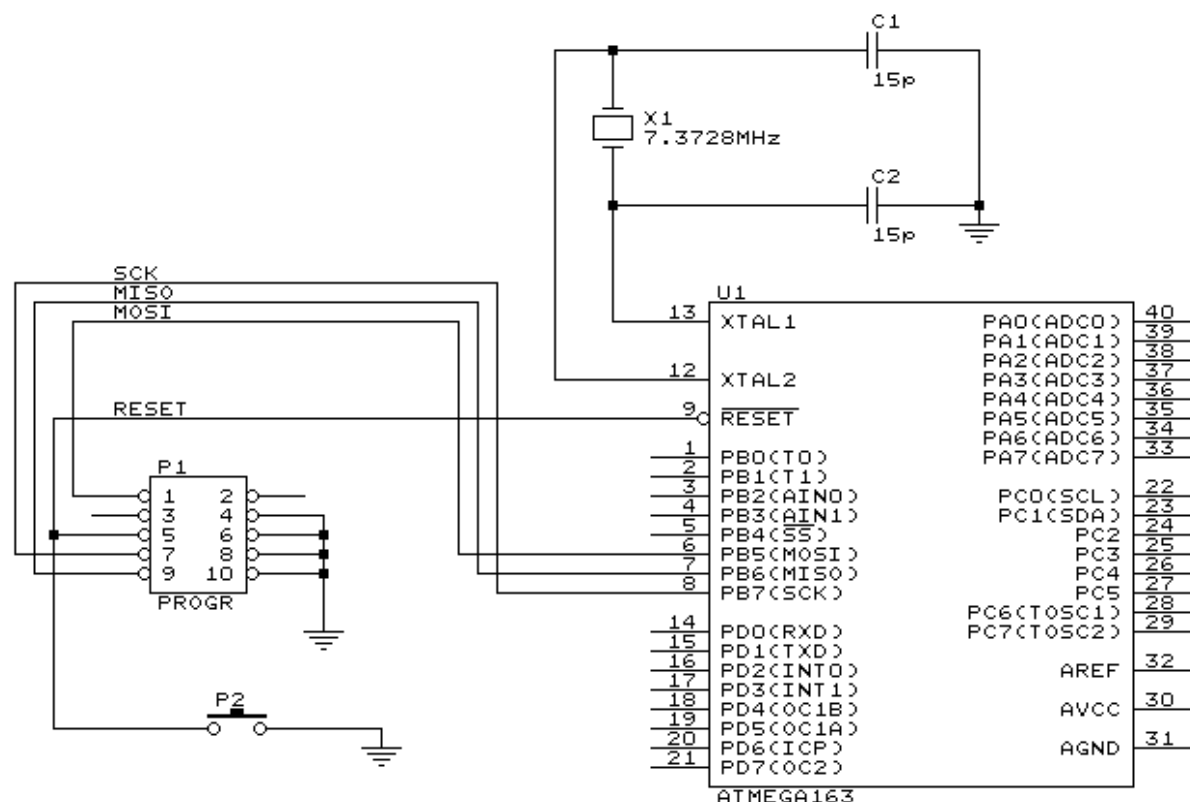 C1
15p
X1
7.3728MHz
C2
15p
SCK
MISO
MOSI
RESET
U1
13 XTAL1
12 XTAL2
9 RESET
1 PB0(T0)
2 PB1(T1)
3 PB2(AIN0)
4 PB3(AIN1)
5 PB4(SS)
6 PB5(MOSI)
7 PB6(MISO)
8 PB7(SCK)
14 PD0(RXD)
15 PD1(TXD)
16 PD2(INT0)
17 PD3(INT1)
18 PD4(OC1B)
19 PD5(OC1A)
20 PD6(ICP)
21 PD7(OC2)
PA0(ADC0) 40
PA1(ADC1) 39
PA2(ADC2) 38
PA3(ADC3) 37
PA4(ADC4) 36
PA5(ADC5) 35
PA6(ADC6) 34
PA7(ADC7) 33
PC0(SCL) 22
PC1(SDA) 23
PC2 24
PC3 25
PC4 26
PC5 27
PC6(TOSC1) 28
PC7(TOSC2) 29
AREF 32
AVCC 30
AGND 31
ATMEGA163
P1
1 2
3 4
5 6
7 8
9 10
PROGR
P2